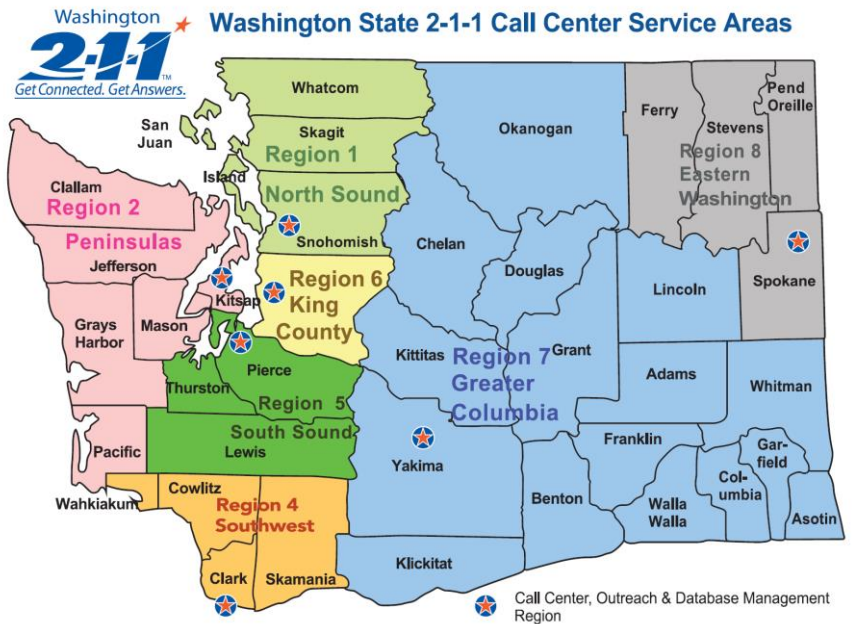 Washington
2-1-1
TM
Get Connected. Get Answers.
Washington State 2-1-1 Call Center Service Areas
Whatcom
San
Juan
Skagit
Region 1
Island
North Sound
Snohomish
Clallam
Region 2
Peninsulas
Jefferson
Kitsap
Grays
Harbor
Mason
Region 6
King
County
Pierce
Thurston
Region 5
South Sound
Lewis
Pacific
Wahkiakum
Cowlitz
Region 4
Southwest
Clark
Skamania
Okanogan
Chelan
Douglas
Kittitas
Region 7
Greater
Columbia
Grant
Lincoln
Adams
Whitman
Yakima
Franklin
Benton
Walla
Walla
Col-
umbia
Gar-
field
Asotin
Klickitat
Ferry
Stevens
Pend
Oreille
Region 8
Eastern
Washington
Spokane
Call Center, Outreach & Database Management
Region